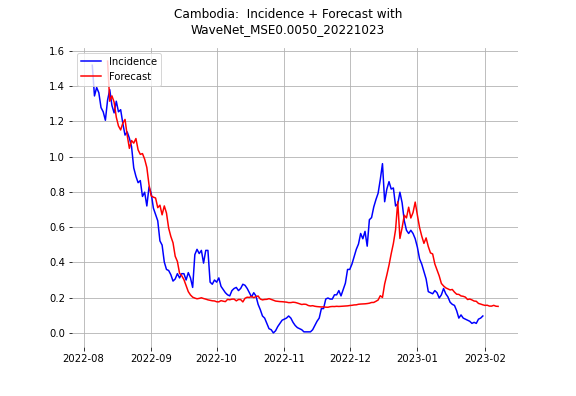 Cambodia:  Incidence + Forecast with
WaveNet_MSE0.0050_20221023
1.6
1.4
1.2
1.0
0.8
0.6
0.4
0.2
0.0
Incidence
Forecast
2022-08 2022-09 2022-10 2022-11 2022-12 2023-01 2023-02